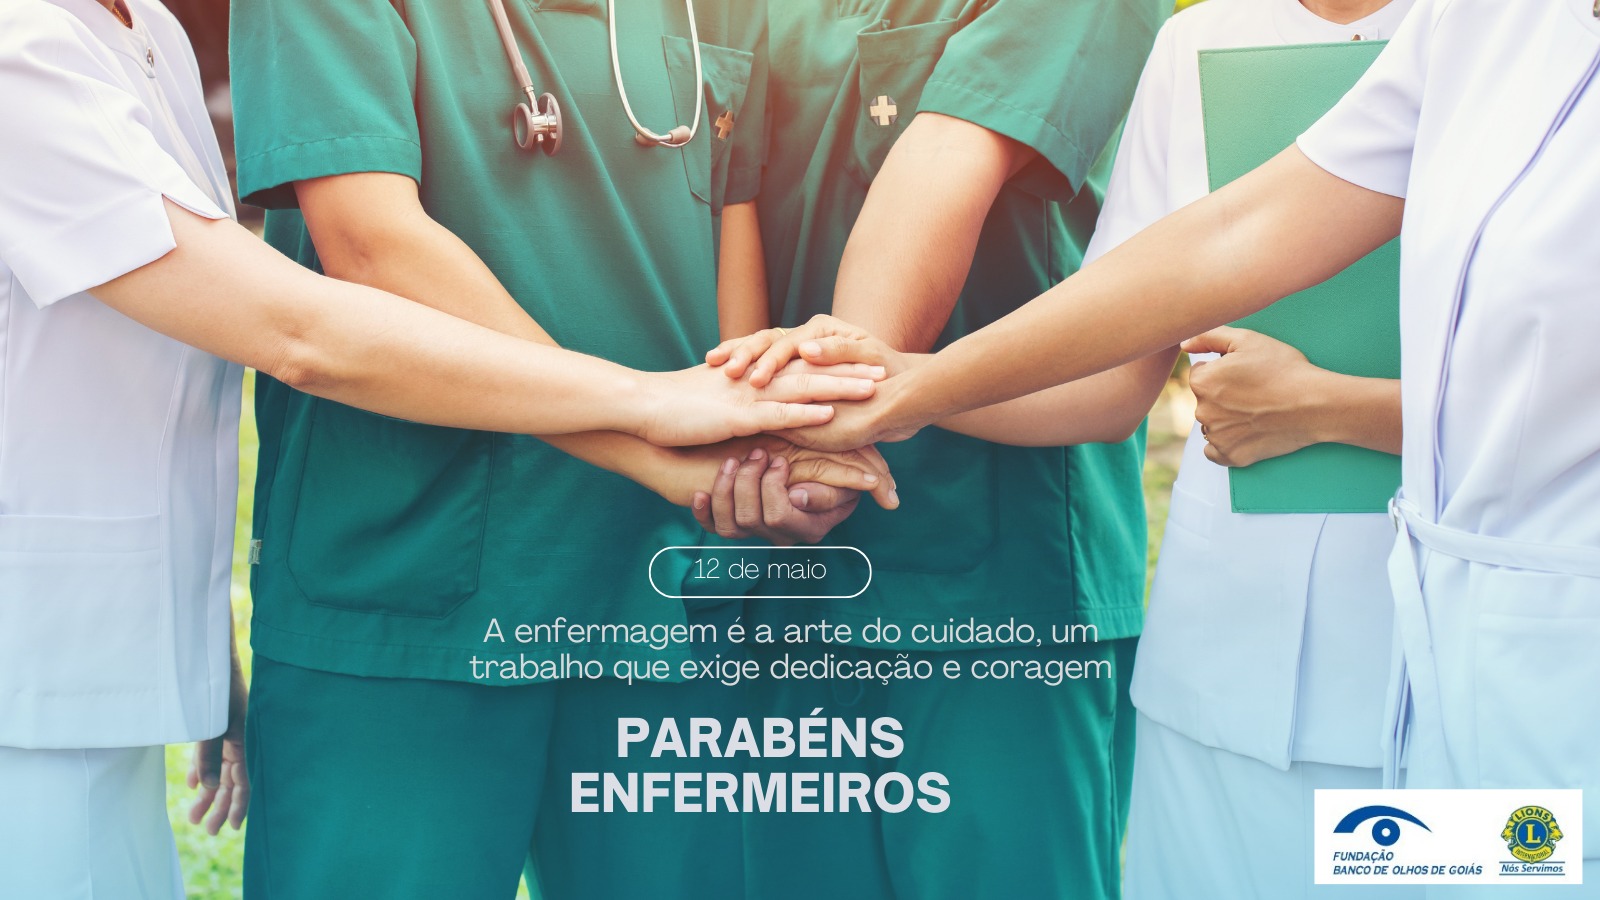 12 de maio
A enfermagem é a arte do cuidado, um
trabalho que exige dedicação e coragem
PARABÉNS
ENFERMEIROS
FUNDAÇÃO
BANCO DE OLHOS DE GOIÁS
LIONS
L
INTERNATIONAL
Nós Servimos